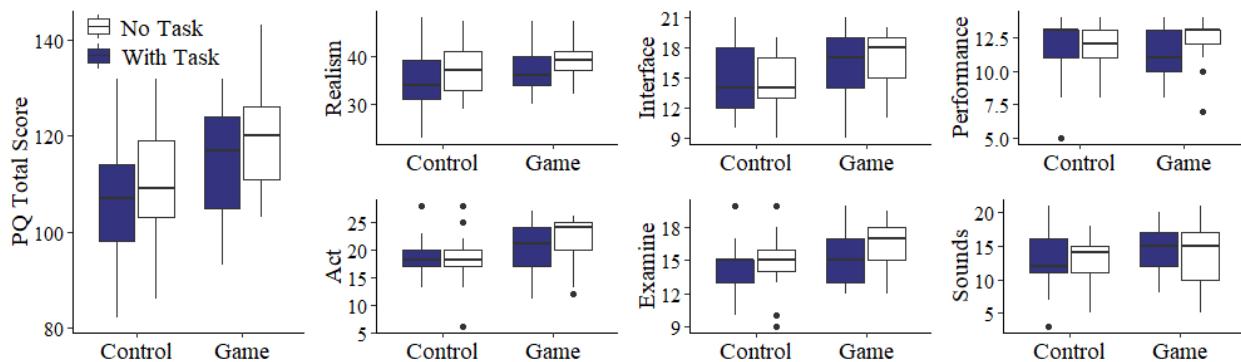 No Task
With Task
PQ Total Score
140
120
100
80
Control Game
Realism
40
30
Control Game
Interface
21
18
15
12
9
Control Game
Performance
12.5
10.0
7.5
5.0
Control Game
Act
25
20
15
10
5
Control Game
Examine
18
15
12
9
Control Game
Sounds
20
15
10
5
Control Game